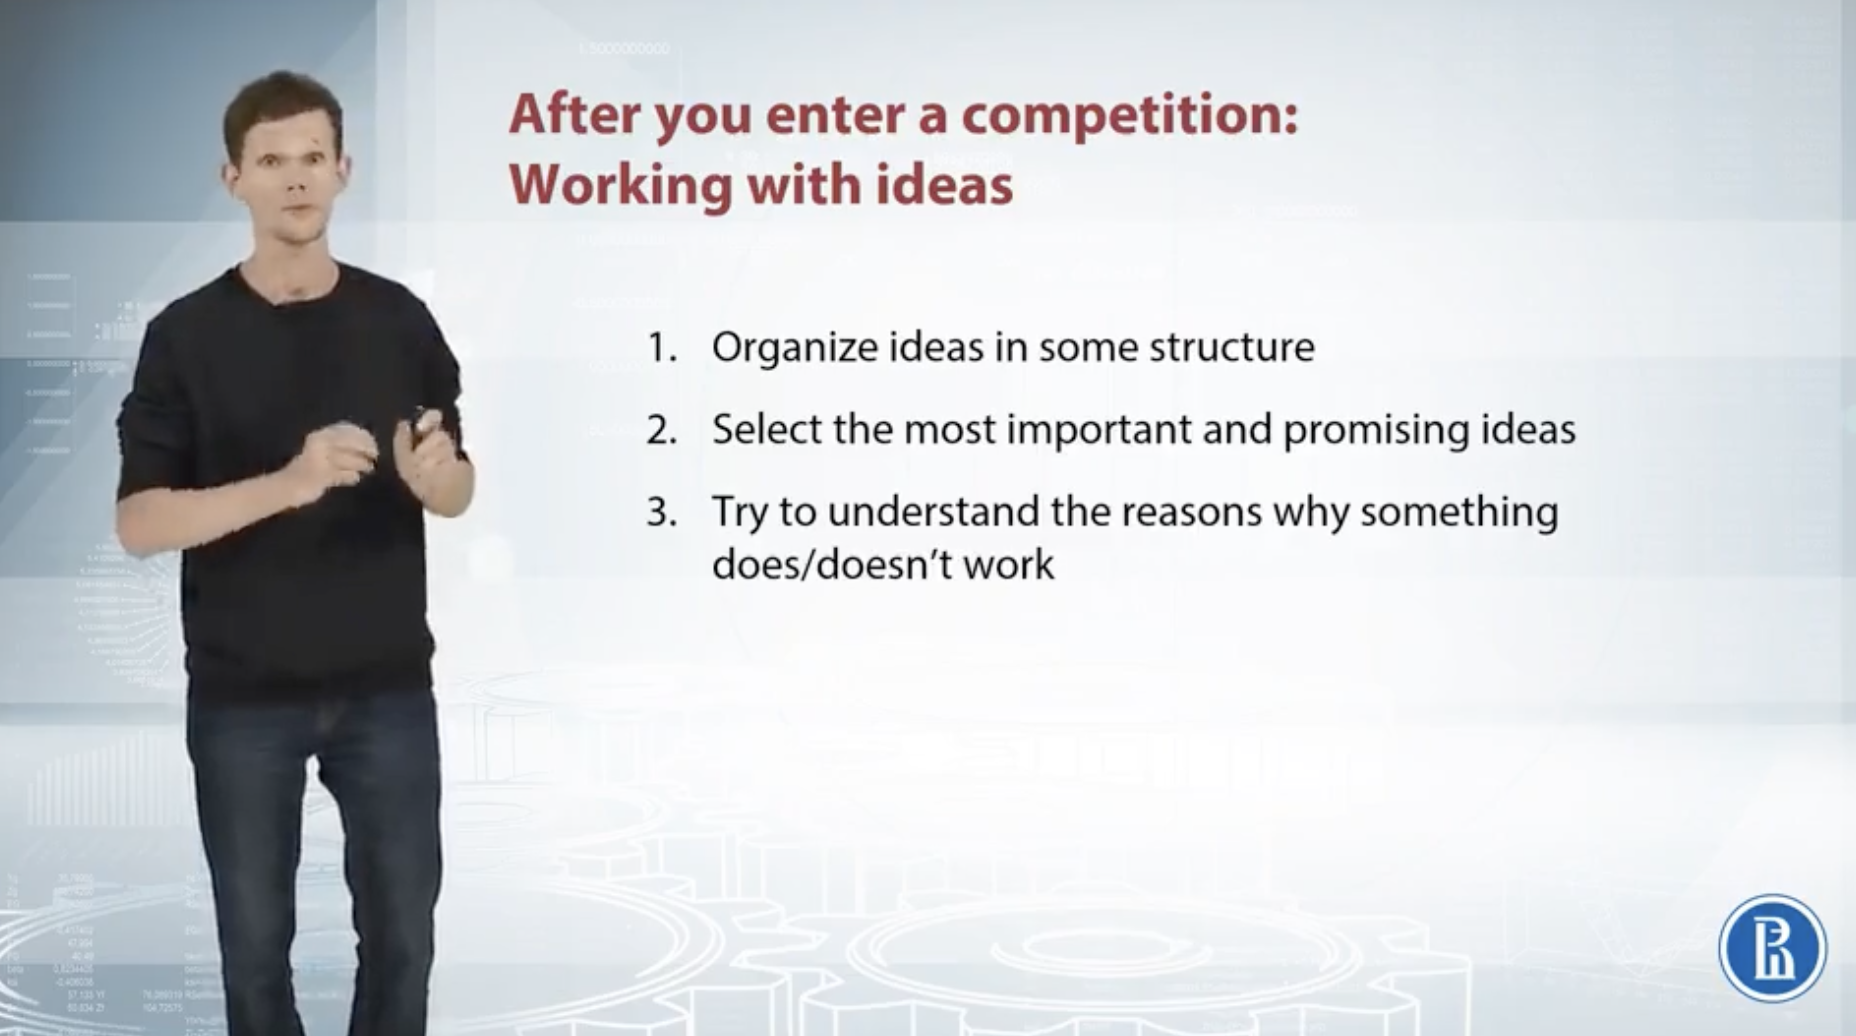 After you enter a competition:
Working with ideas
1. Organize ideas in some structure
2. Select the most important and promising ideas
3. Try to understand the reasons why something
does/doesn't work